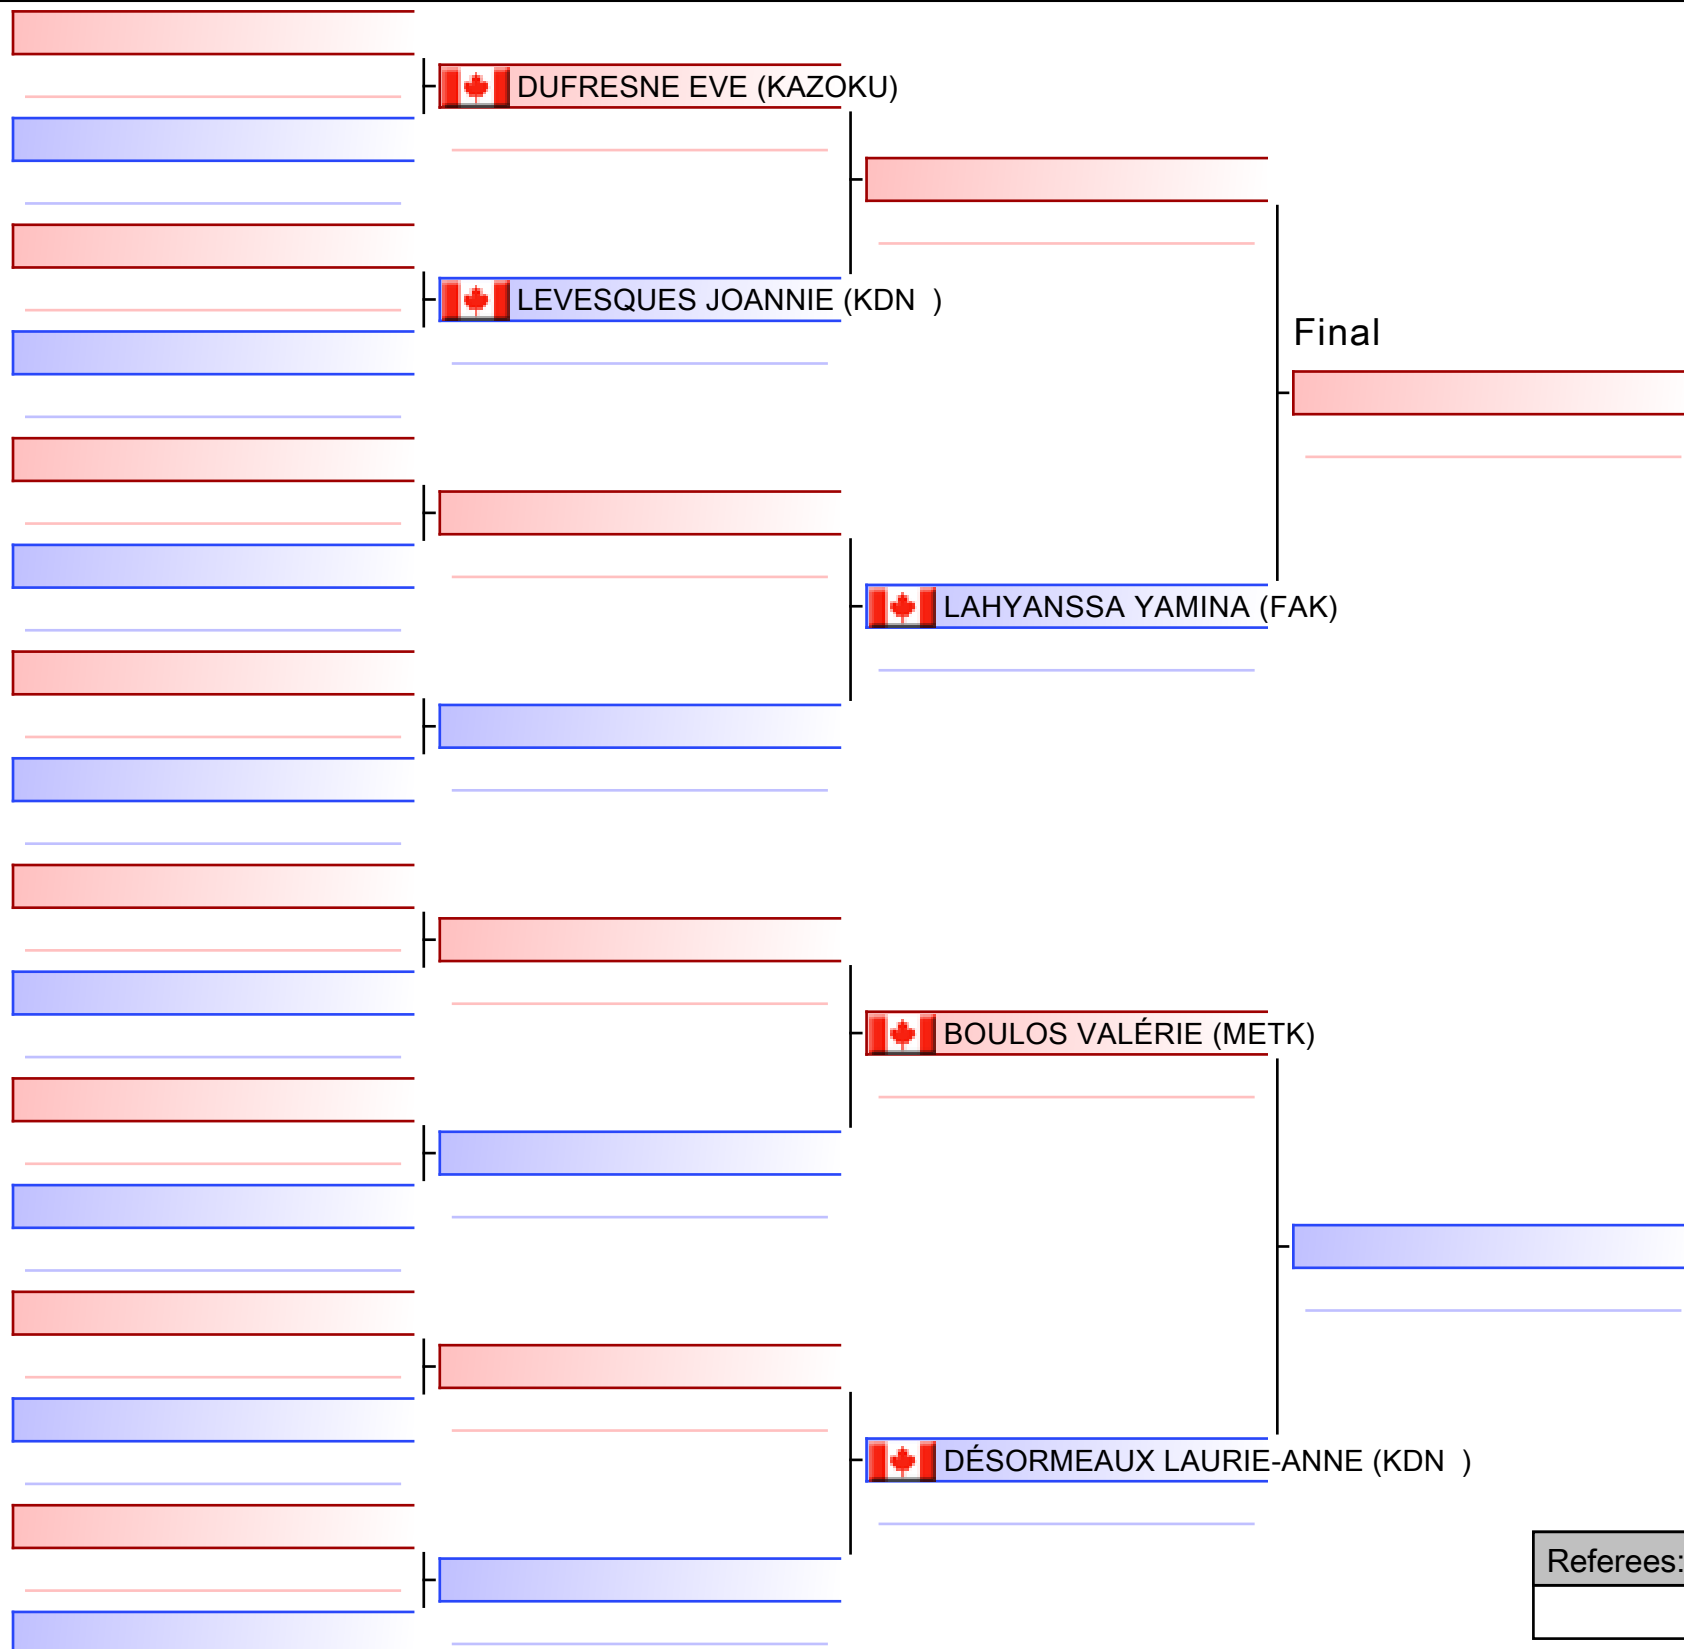 DUFRESNE EVE (KAZOKU)
LEVESQUES JOANNIE (KDN  )
Final
LAHYANSSA YAMINA (FAK)
BOULOS VALÉRIE (METK)
DÉSORMEAUX LAURIE-ANNE (KDN  )
Referees: